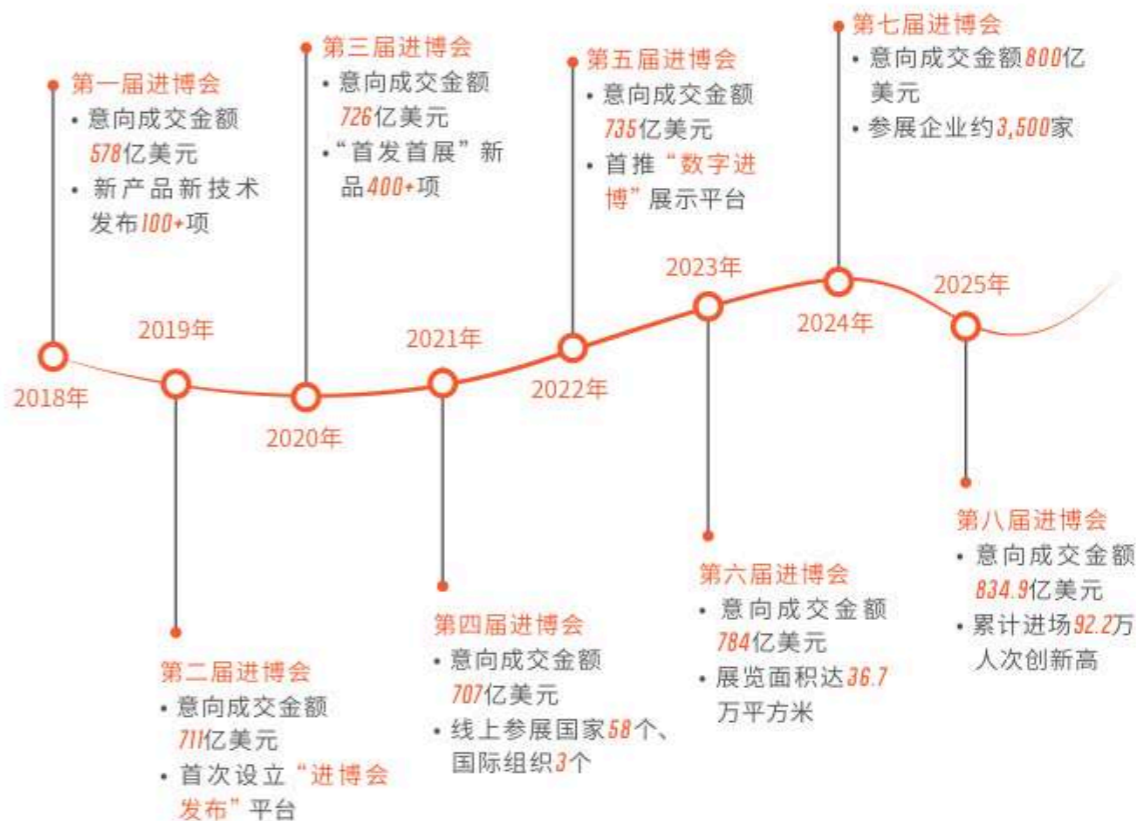 第一届进博会
• 意向成交金额
578亿美元
• 新产品新技术
发布100+项
2018年
2019年
第二届进博会
• 意向成交金额
711亿美元
• 首次设立“进博会
发布”平台
第三届进博会
• 意向成交金额
726亿美元
• “首发首展”新
品400+项
2020年
2021年
第四届进博会
• 意向成交金额
707亿美元
• 线上参展国家58个、
国际组织3个
第五届进博会
• 意向成交金额
735亿美元
• 首推“数字进
博”展示平台
2022年
2023年
第六届进博会
• 意向成交金额
784亿美元
• 展览面积达36.7
万平方米
第七届进博会
• 意向成交金额800亿
美元
• 参展企业约3,500家
2024年
2025年
第八届进博会
• 意向成交金额
834.9亿美元
• 累计进场92.2万
人次创新高